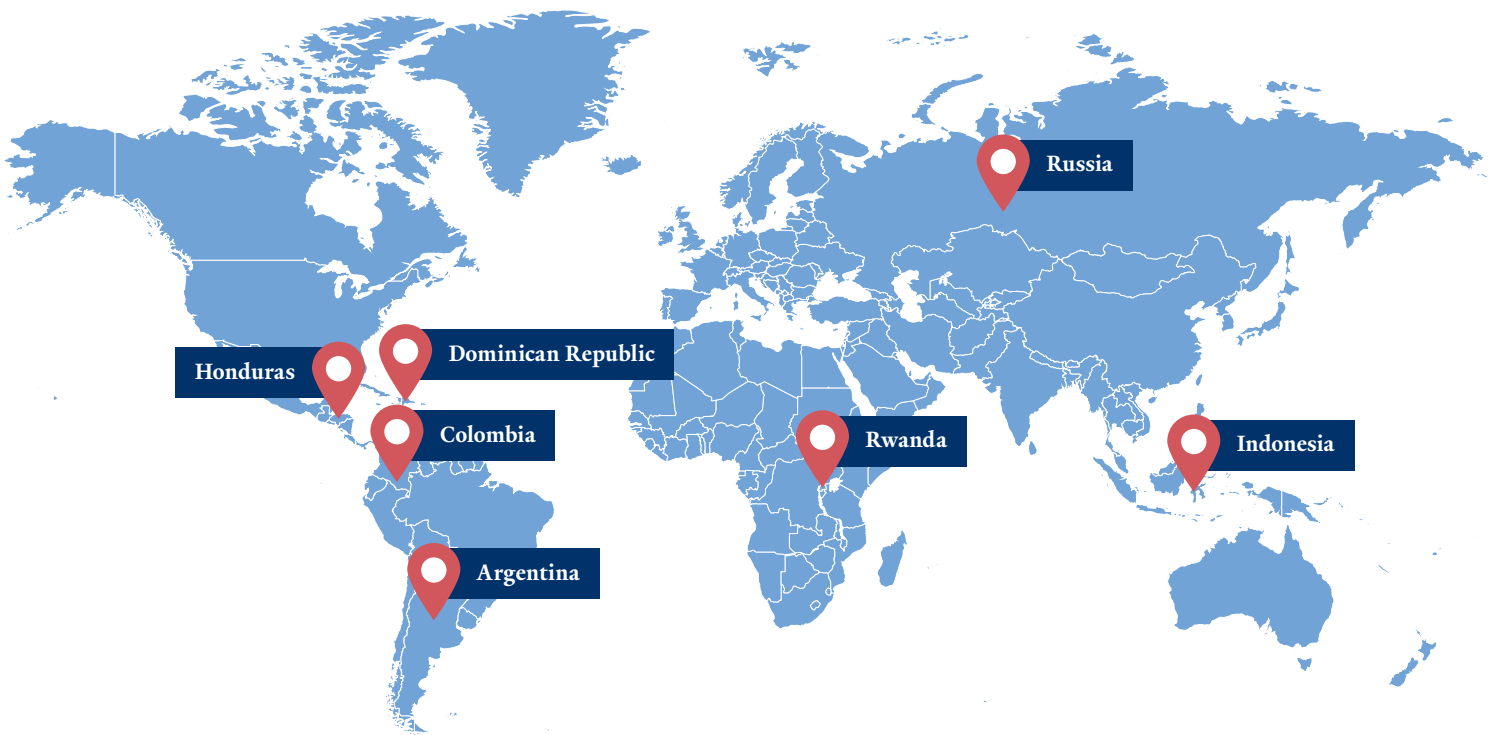 Russia
Dominican Republic
Honduras
Colombia
Rwanda
Indonesia
Argentina